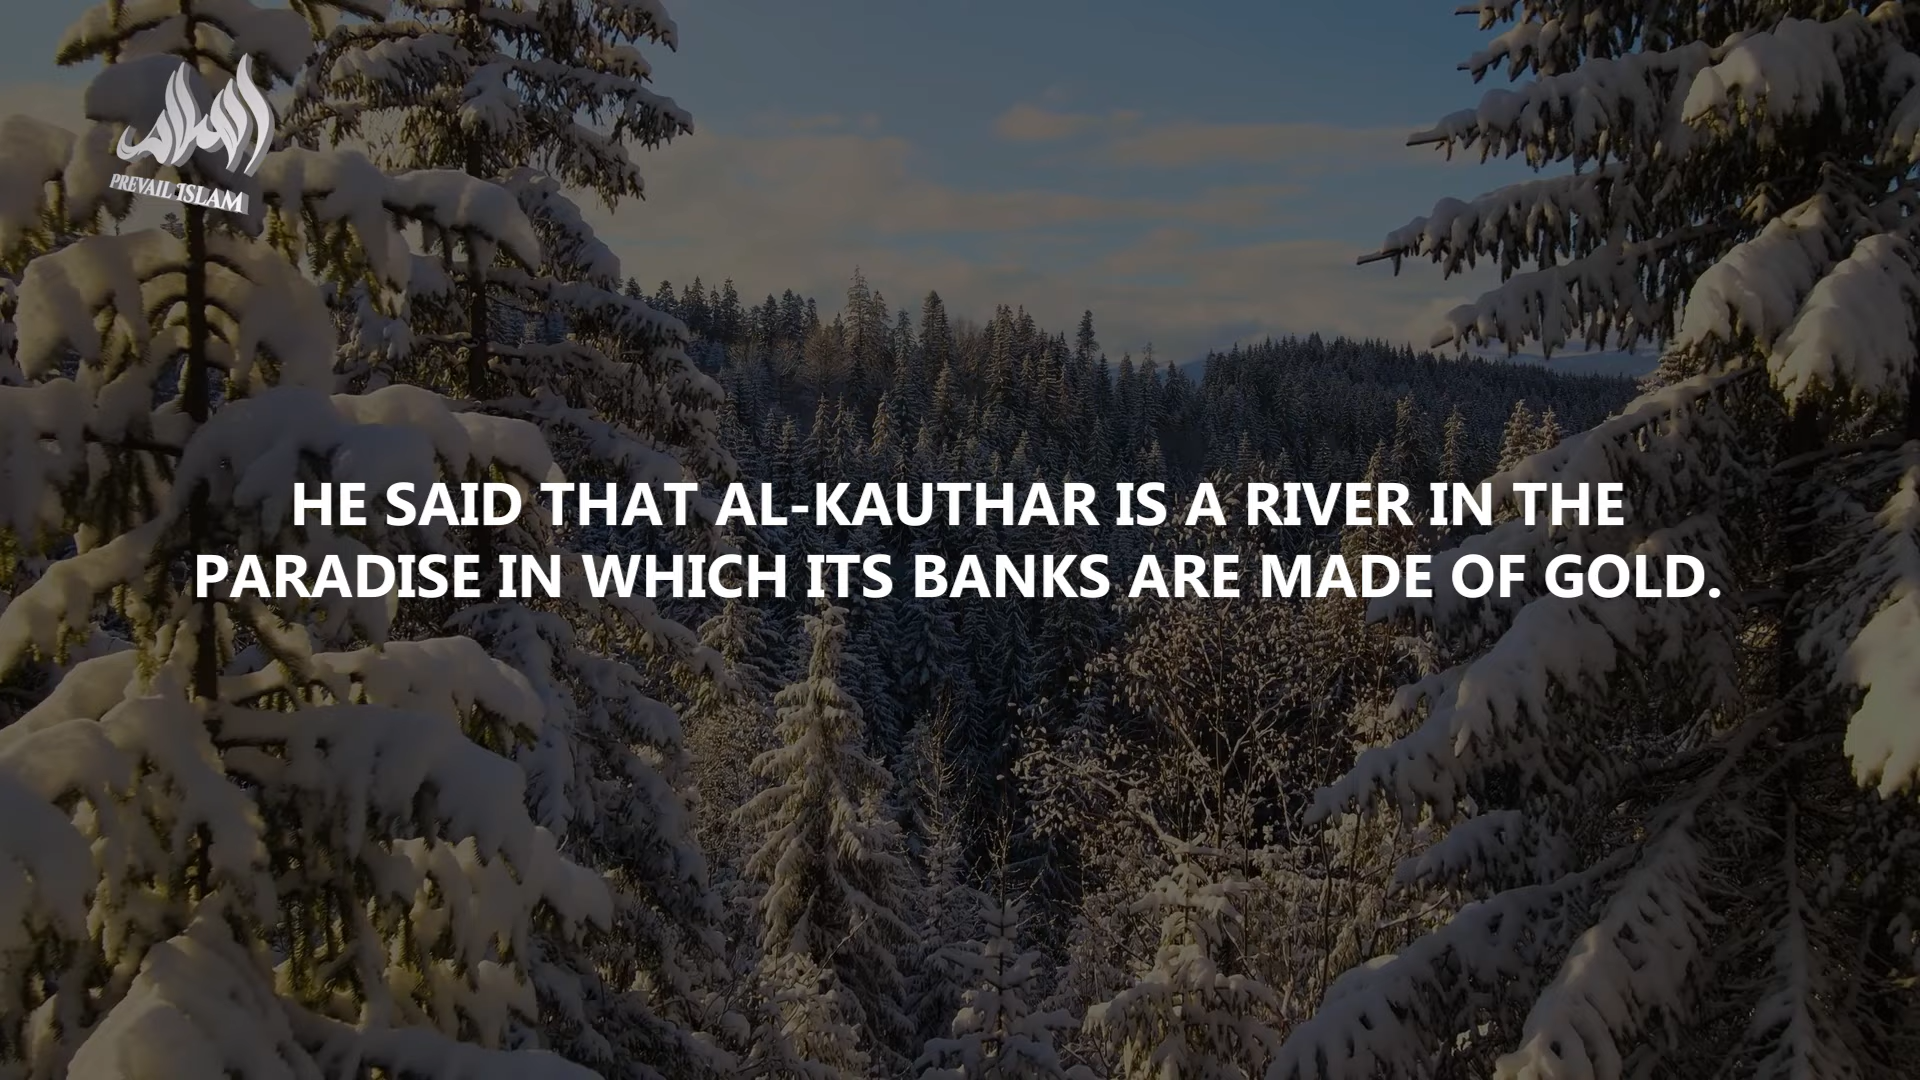 PREVAIL ISLAM
HE SAID THAT AL-KAUTHAR IS A RIVER IN THE
PARADISE IN WHICH ITS BANKS ARE MADE OF GOLD.